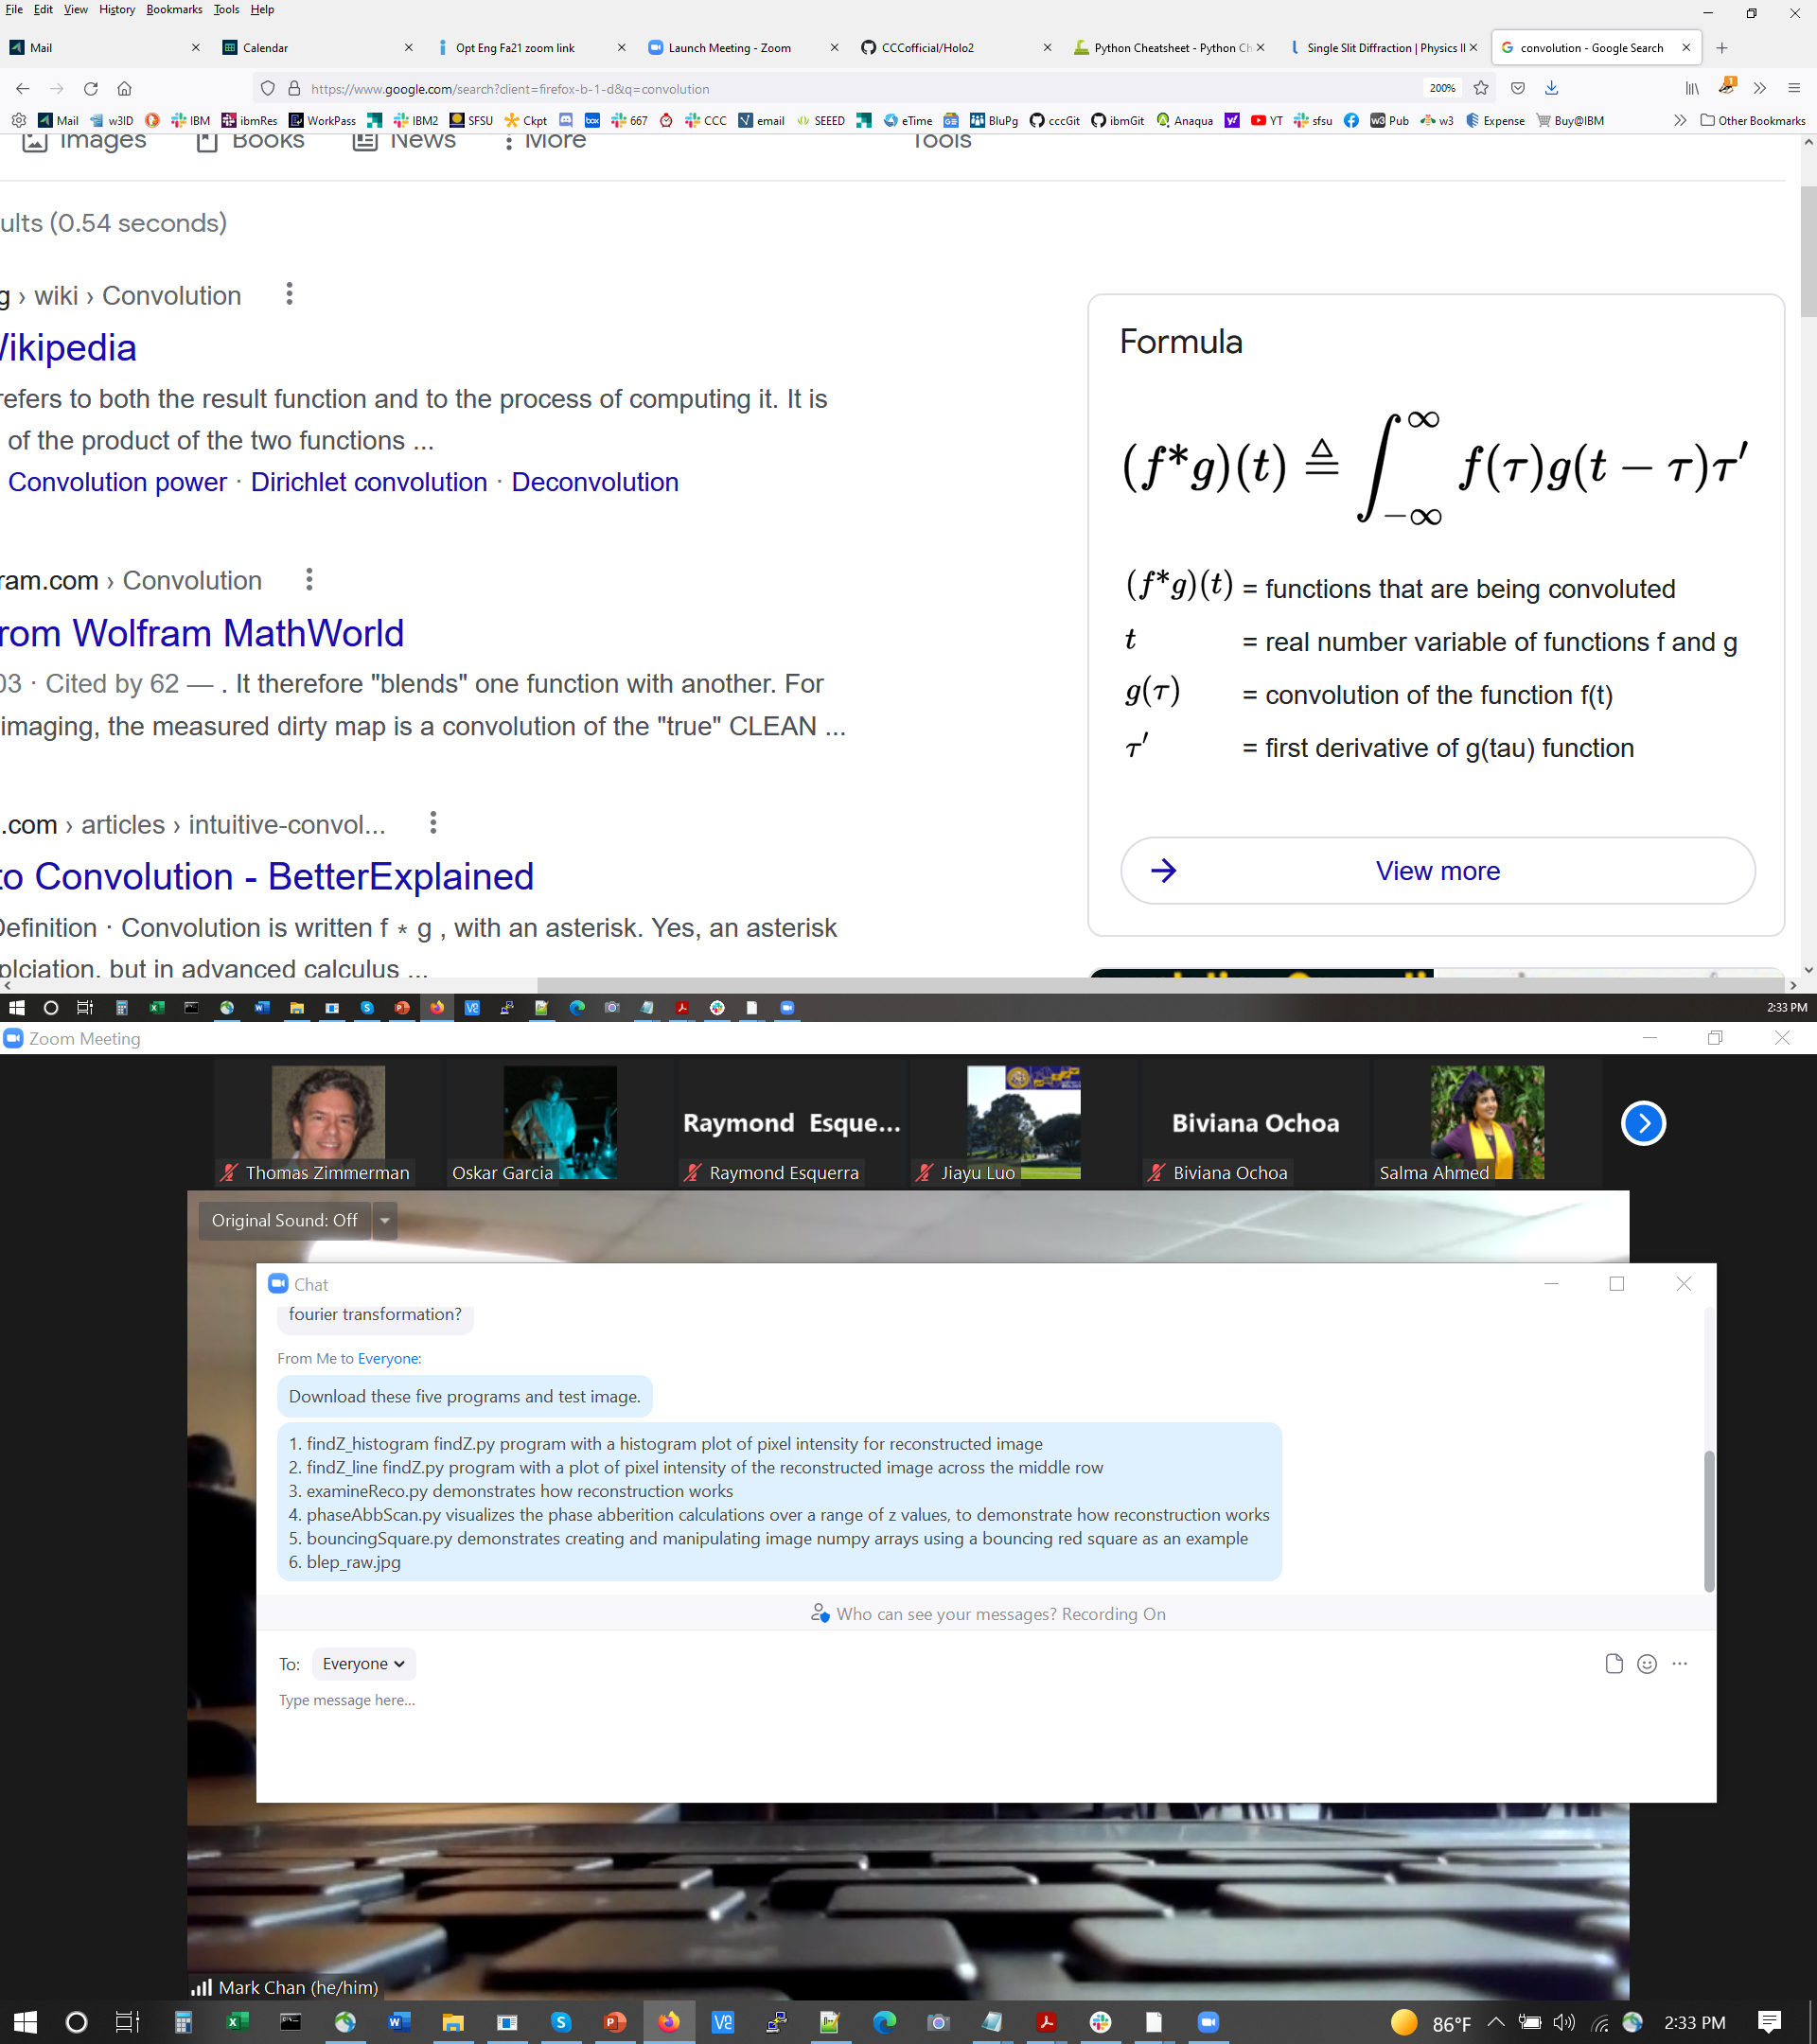 File Edit View History Bookmarks Tools Help
Mail Calendar Opt Eng Fa21 zoom link Launch Meeting - Zoom CCCofficial/Holo2 Python Cheatsheet - Python Ch Single Slit Diffraction | Physics II convolution - Google Search
https://www.google.com/search?client=firefox-b-1-d&q=convolution 200%
Mail w3ID IBM ibmRes WorkPass IBM2 SFSU Ckpt box 667 CCC email SEEED eTime BluPg cccGit ibmGit Anaqua YT sfsu w3 Pub w3 Expense Buy@IBM Other Bookmarks
Images Books News More Tools
ults (0.54 seconds)
g › wiki › Convolution
Vikipedia
refers to both the result function and to the process of computing it. It is
of the product of the two functions ...
Convolution power · Dirichlet convolution · Deconvolution
ram.com › Convolution
rom Wolfram MathWorld
03 · Cited by 62 — . It therefore "blends" one function with another. For
imaging, the measured dirty map is a convolution of the "true" CLEAN ...
.com › articles › intuitive-convol...
to Convolution - BetterExplained
Definition · Convolution is written f ∗ g , with an asterisk. Yes, an asterisk
plciation, but in advanced calculus ...
Formula
(f*g)(t) ≜ ∫_{-∞}^{∞} f(τ)g(t − τ)τ′
(f*g)(t) = functions that are being convoluted
t = real number variable of functions f and g
g(τ) = convolution of the function f(t)
τ′ = first derivative of g(tau) function
View more
2:33 PM
Zoom Meeting
Raymond Esque... Biviana Ochoa
Thomas Zimmerman Oskar Garcia Raymond Esquerra Jiayu Luo Biviana Ochoa Salma Ahmed
Original Sound: Off
Chat
fourier transformation?
From Me to Everyone:
Download these five programs and test image.
1. findZ_histogram findZ.py program with a histogram plot of pixel intensity for reconstructed image
2. findZ_line findZ.py program with a plot of pixel intensity of the reconstructed image across the middle row
3. examineReco.py demonstrates how reconstruction works
4. phaseAbbScan.py visualizes the phase abberition calculations over a range of z values, to demonstrate how reconstruction works
5. bouncingSquare.py demonstrates creating and manipulating image numpy arrays using a bouncing red square as an example
6. blep_raw.jpg
Who can see your messages? Recording On
To: Everyone
Type message here...
Mark Chan (he/him)
86°F 2:33 PM